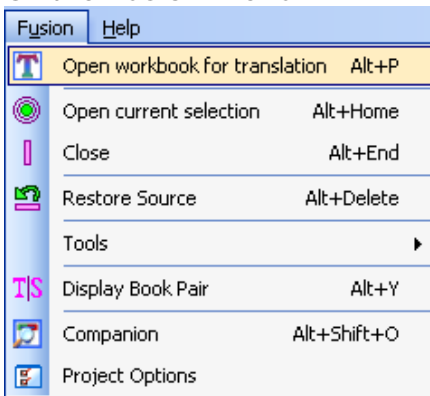 Fusion Help
Open workbook for translation Alt+P
Open current selection Alt+Home
Close Alt+End
Restore Source Alt+Delete
Tools
T|S Display Book Pair Alt+Y
Companion Alt+Shift+O
Project Options